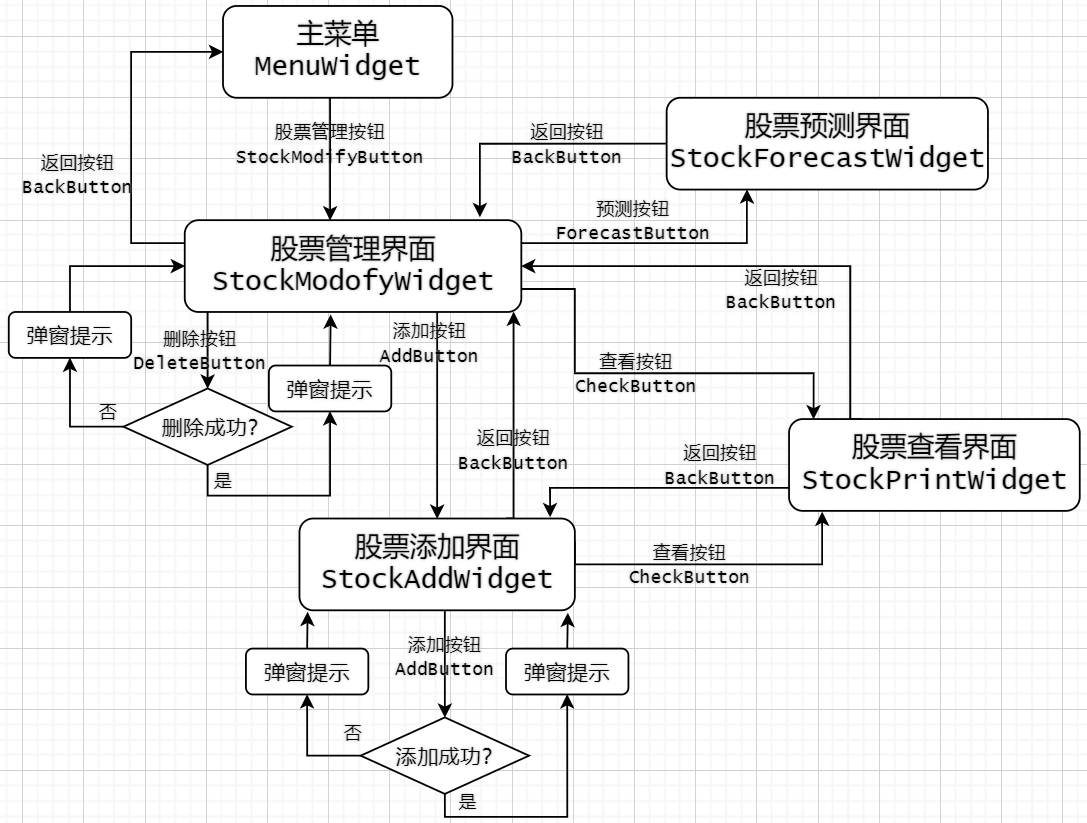 主菜单
MenuWidget
股票管理按钮
StockModifyButton
返回按钮
BackButton
返回按钮
BackButton
股票预测界面
StockForecastWidget
预测按钮
ForecastButton
股票管理界面
StockModofyWidget
返回按钮
BackButton
弹窗提示
删除按钮
DeleteButton
弹窗提示
添加按钮
AddButton
查看按钮
CheckButton
否
删除成功?
是
返回按钮
BackButton
返回按钮
BackButton
股票查看界面
StockPrintWidget
股票添加界面
StockAddWidget
查看按钮
CheckButton
弹窗提示
添加按钮
AddButton
弹窗提示
否
添加成功?
是